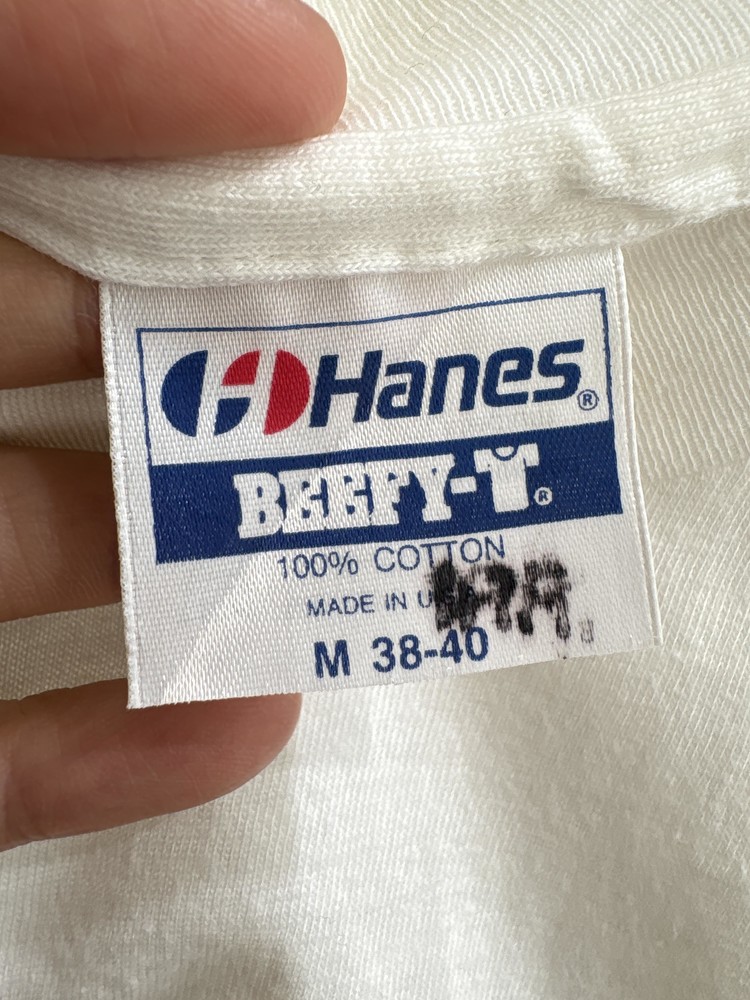 Hanes®
BEEFY-T®
100% COTTON
MADE IN U.S.A.
M 38-40